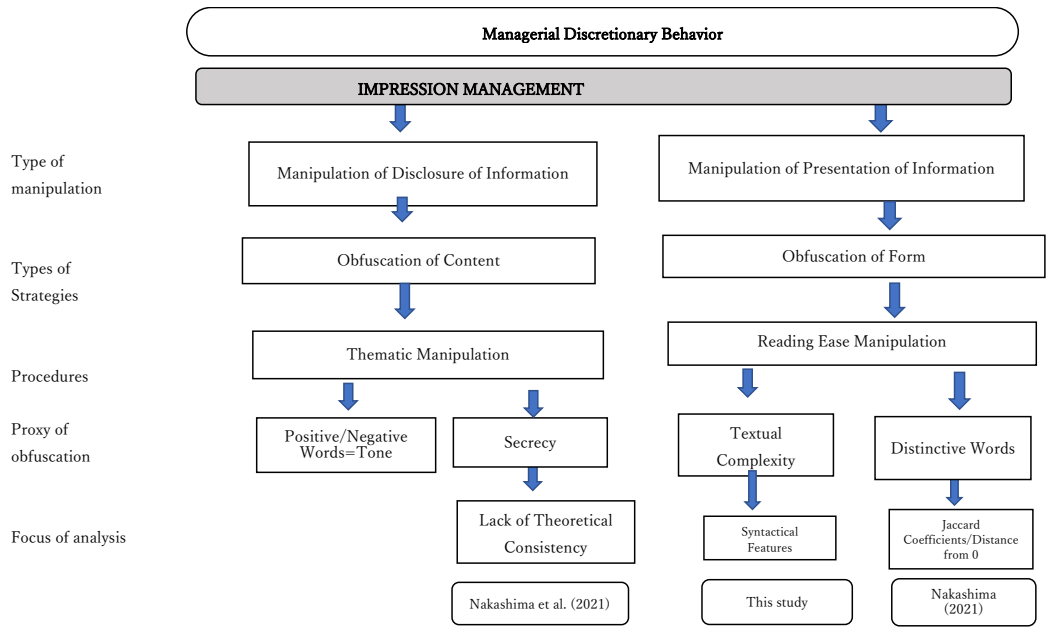 Managerial Discretionary Behavior
IMPRESSION MANAGEMENT
Type of
manipulation
Manipulation of Disclosure of Information
Manipulation of Presentation of Information
Types of
Strategies
Obfuscation of Content
Obfuscation of Form
Procedures
Thematic Manipulation
Reading Ease Manipulation
Proxy of
obfuscation
Positive/Negative
Words=Tone
Secrecy
Textual
Complexity
Distinctive Words
Focus of analysis
Lack of Theoretical
Consistency
Syntactical
Features
Jaccard
Coefficients/Distance
from 0
Nakashima et al. (2021)
This study
Nakashima
(2021)